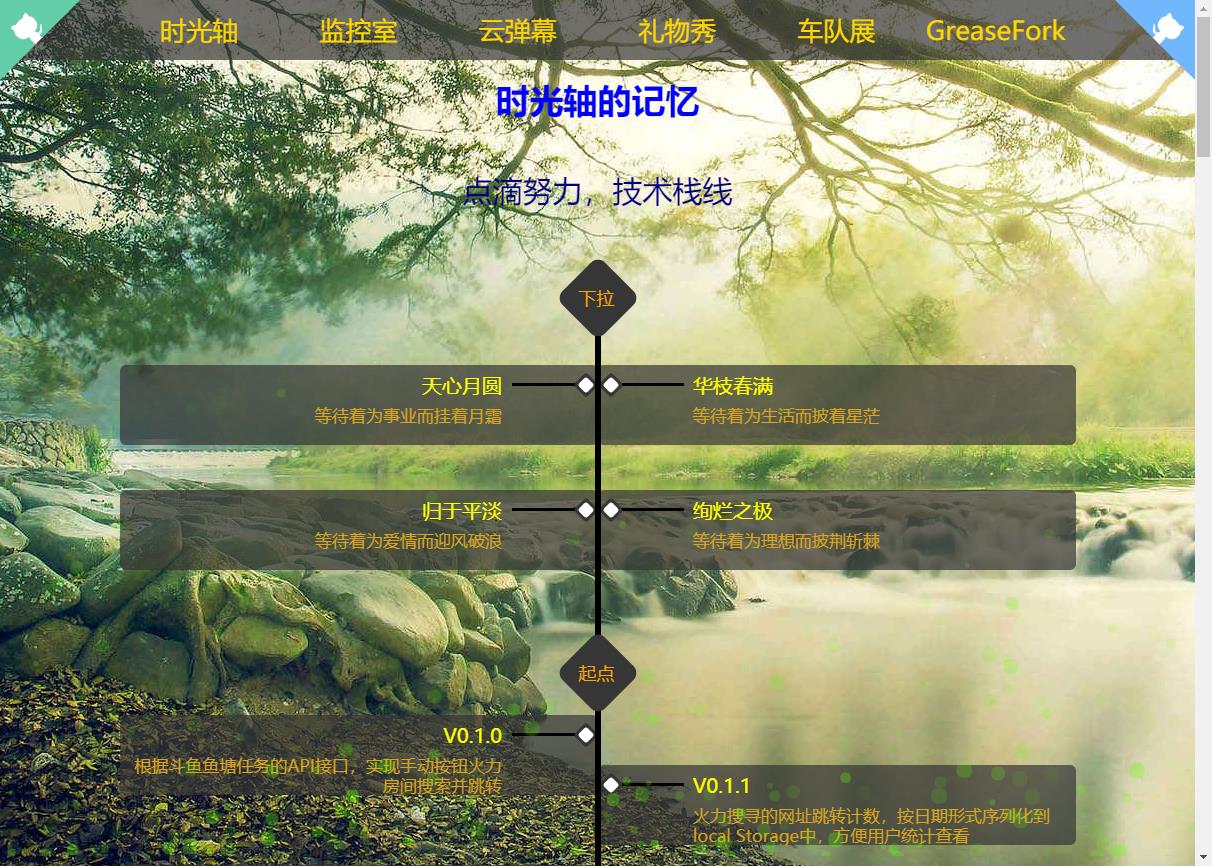 时光轴 监控室 云弹幕 礼物秀 车队展 GreaseFork
时光轴的记忆
点滴努力，技术栈线
下拉
天心月圆
等待着为事业而挂着月霜
华枝春满
等待着为生活而披着星茫
归于平淡
等待着为爱情而迎风破浪
绚烂之极
等待着为理想而披荆斩棘
起点
V0.1.0
根据斗鱼鱼塘任务的API接口，实现手动按钮火力
房间搜索并跳转
V0.1.1
火力搜寻的网址跳转计数，按日期形式序列化到
local Storage中，方便用户统计查看